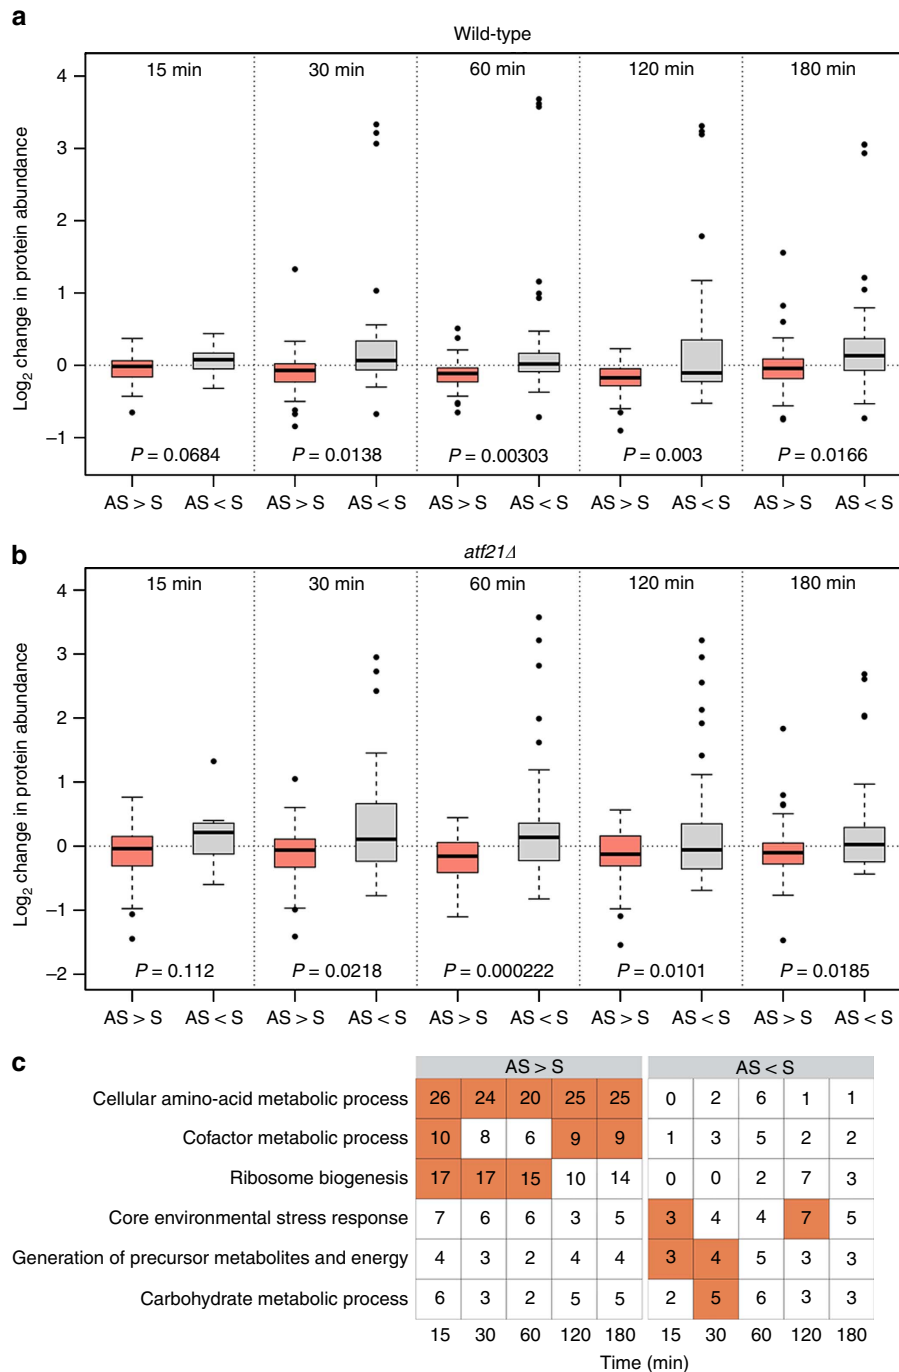 a
Wild-type
15 min 30 min 60 min 120 min 180 min
4
3
2
1
0
−1
Log2 change in protein abundance
P = 0.0684 P = 0.0138 P = 0.00303 P = 0.003 P = 0.0166
AS > S AS < S AS > S AS < S AS > S AS < S AS > S AS < S AS > S AS < S
b
atf21Δ
15 min 30 min 60 min 120 min 180 min
4
3
2
1
0
−1
−2
Log2 change in protein abundance
P = 0.112 P = 0.0218 P = 0.000222 P = 0.0101 P = 0.0185
AS > S AS < S AS > S AS < S AS > S AS < S AS > S AS < S AS > S AS < S
c
AS > S AS < S
Cellular amino-acid metabolic process 26 24 20 25 25 0 2 6 1 1
Cofactor metabolic process 10 8 6 9 9 1 3 5 2 2
Ribosome biogenesis 17 17 15 10 14 0 0 2 7 3
Core environmental stress response 7 6 6 3 5 3 4 4 7 5
Generation of precursor metabolites and energy 4 3 2 4 4 3 4 5 3 3
Carbohydrate metabolic process 6 3 2 5 5 2 5 6 3 3
15 30 60 120 180 15 30 60 120 180
Time (min)